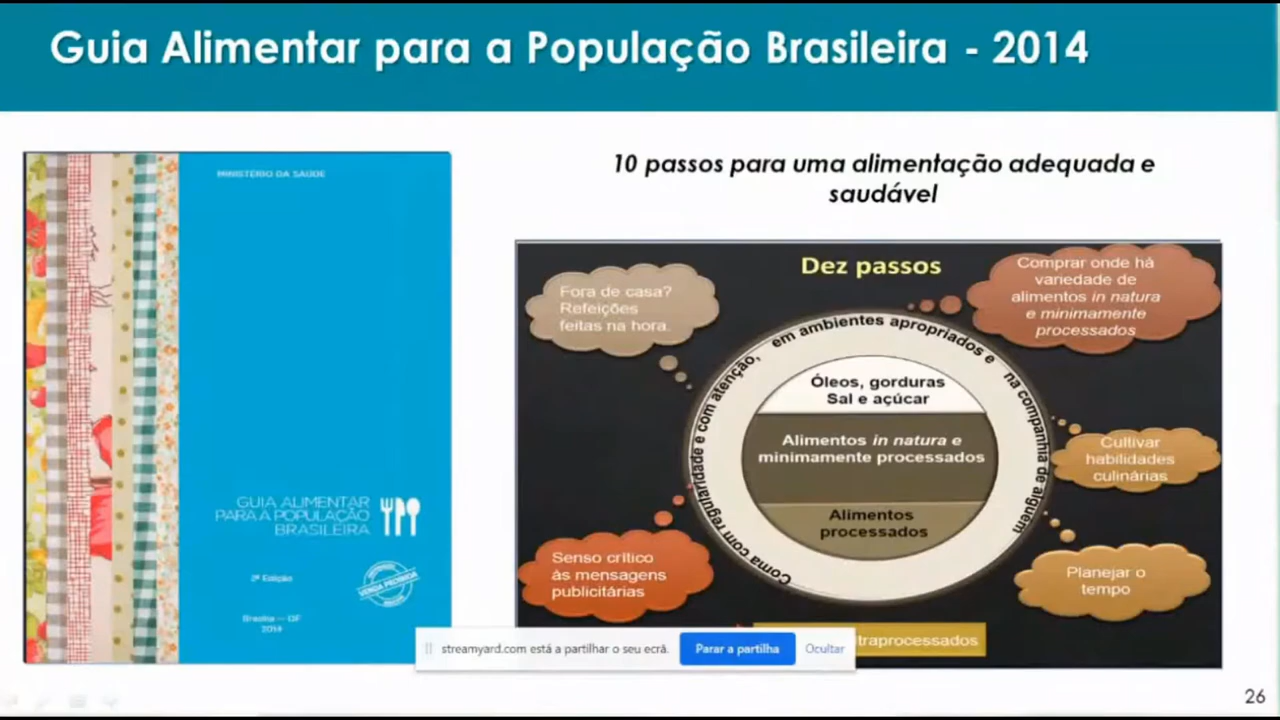 Guia Alimentar para a População Brasileira - 2014
MINISTÉRIO DA SAÚDE
GUIA ALIMENTAR
PARA A POPULAÇÃO
BRASILEIRA
2ª Edição
VENDA PROIBIDA
Brasília — DF
2014
10 passos para uma alimentação adequada e
saudável
Dez passos
Fora de casa?
Refeições
feitas na hora.
Comprar onde há
variedade de
alimentos in natura
e minimamente
processados
Coma com regularidade e com atenção, em ambientes apropriados e na companhia de alguém
Óleos, gorduras
Sal e açúcar
Alimentos in natura e
minimamente processados
Alimentos
processados
Cultivar
habilidades
culinárias
Senso crítico
às mensagens
publicitárias
Planejar o
tempo
traprocessados
streamyard.com está a partilhar o seu ecrã.
Parar a partilha
Ocultar
26